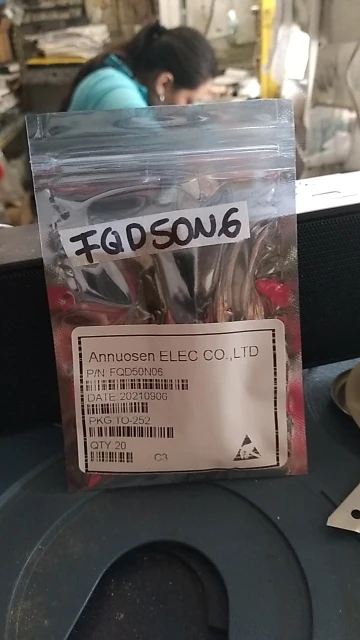 FQD50N6
Annuosen ELEC CO.,LTD
P/N FQD50N06
DATE:20210906
PKG:TO-252
QTY:20
C3